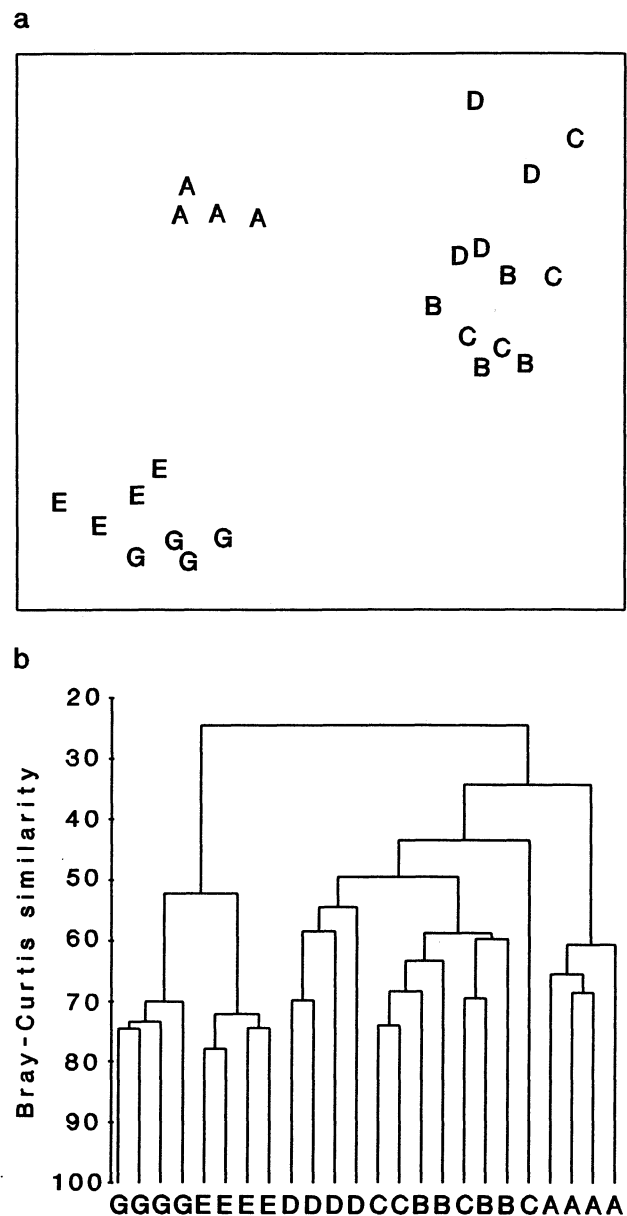 a
D
C
D
A
A A A
D D
B C
B
C
C
B B
E
E E
E
G G
G G
b
20
30
40
50
60
70
80
90
100
Bray-Curtis similarity
GGGGEEEEDDDDCCBBCBBCAAAA